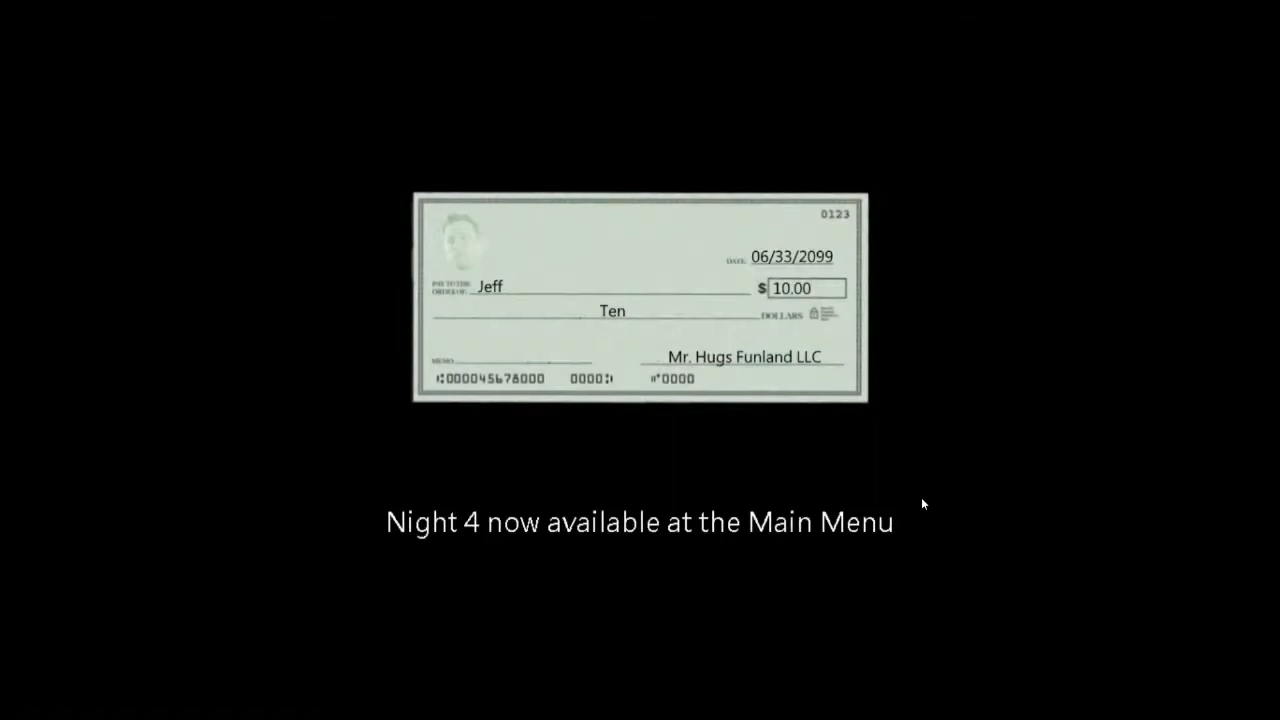 0123
DATE 06/33/2099
PAY TO THE
ORDER OF Jeff $ 10.00
Ten DOLLARS
MEMO Mr. Hugs Funland LLC
⑆000045678000 0000⑆ ⑈0000
Night 4 now available at the Main Menu